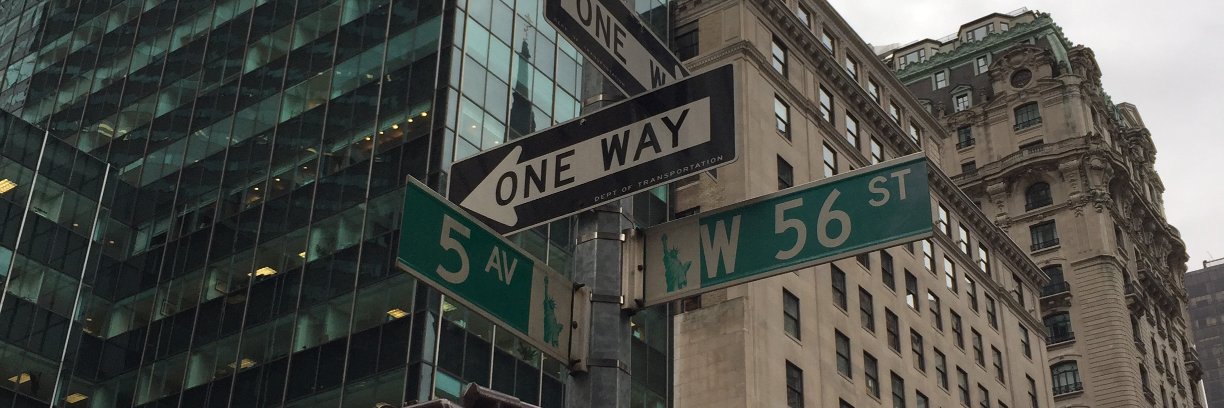 ONE W
ONE WAY
DEPT OF TRANSPORTATION
5 AV
W 56 ST